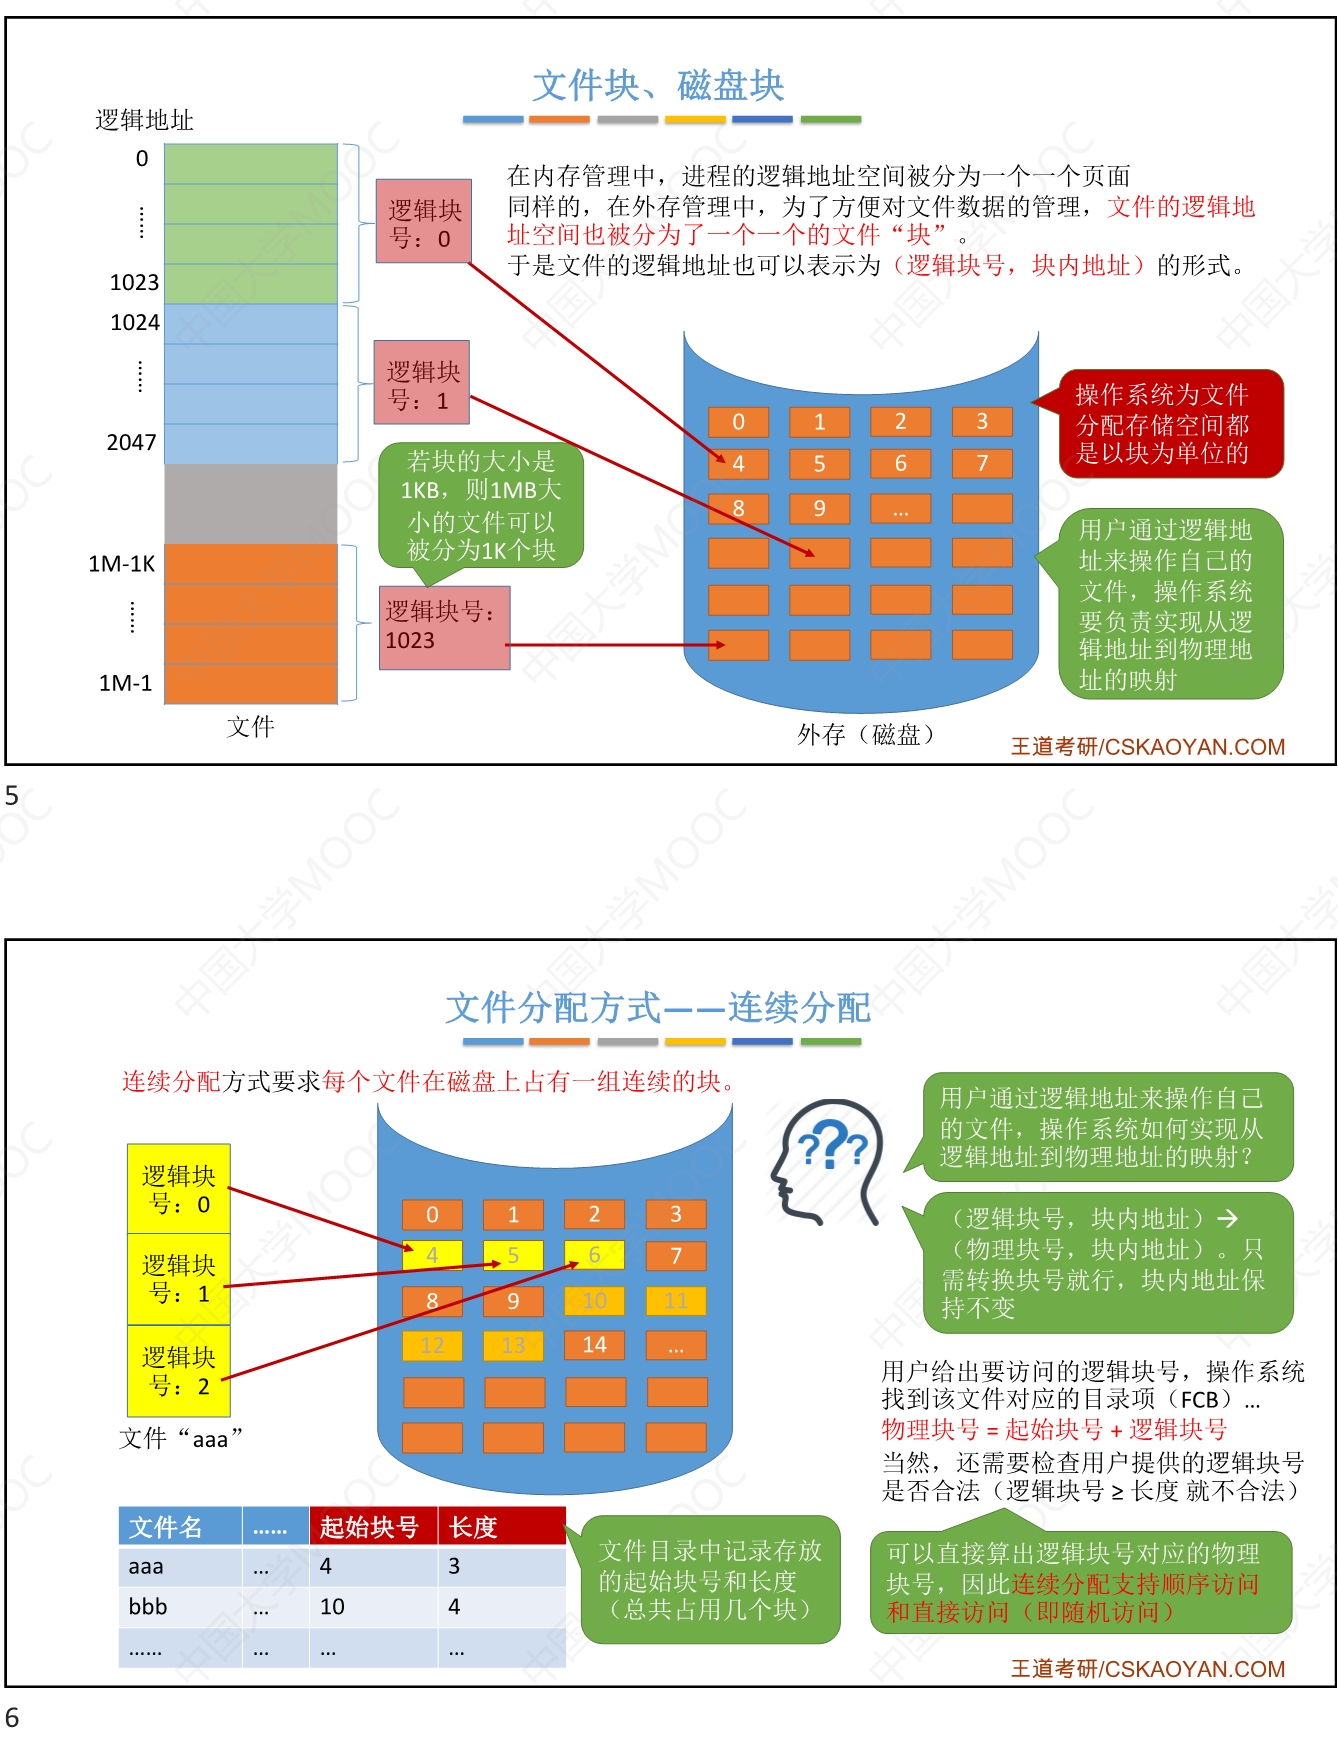 文件块、磁盘块
逻辑地址
0
……
1023
1024
……
2047
1M-1K
……
1M-1
文件
逻辑块
号：0
逻辑块
号：1
逻辑块号：
1023
若块的大小是
1KB，则1MB大
小的文件可以
被分为1K个块
在内存管理中，进程的逻辑地址空间被分为一个一个页面
同样的，在外存管理中，为了方便对文件数据的管理，文件的逻辑地
址空间也被分为了一个一个的文件“块”。
于是文件的逻辑地址也可以表示为（逻辑块号，块内地址）的形式。
0 1 2 3
4 5 6 7
8 9 ...
外存（磁盘）
操作系统为文件
分配存储空间都
是以块为单位的
用户通过逻辑地
址来操作自己的
文件，操作系统
要负责实现从逻
辑地址到物理地
址的映射
王道考研/CSKAOYAN.COM
5
文件分配方式——连续分配
连续分配方式要求每个文件在磁盘上占有一组连续的块。
逻辑块
号：0
逻辑块
号：1
逻辑块
号：2
文件“aaa”
0 1 2 3
4 5 6 7
8 9 10 11
12 13 14 ...
???
用户通过逻辑地址来操作自己
的文件，操作系统如何实现从
逻辑地址到物理地址的映射？
（逻辑块号，块内地址）→
（物理块号，块内地址）。只
需转换块号就行，块内地址保
持不变
用户给出要访问的逻辑块号，操作系统
找到该文件对应的目录项（FCB）...
物理块号 = 起始块号 + 逻辑块号
当然，还需要检查用户提供的逻辑块号
是否合法（逻辑块号 ≥ 长度 就不合法）
可以直接算出逻辑块号对应的物理
块号，因此连续分配支持顺序访问
和直接访问（即随机访问）
文件名 …… 起始块号 长度
aaa ... 4 3
bbb ... 10 4
…… ... ... ...
文件目录中记录存放
的起始块号和长度
（总共占用几个块）
王道考研/CSKAOYAN.COM
6
中国大学MOOC